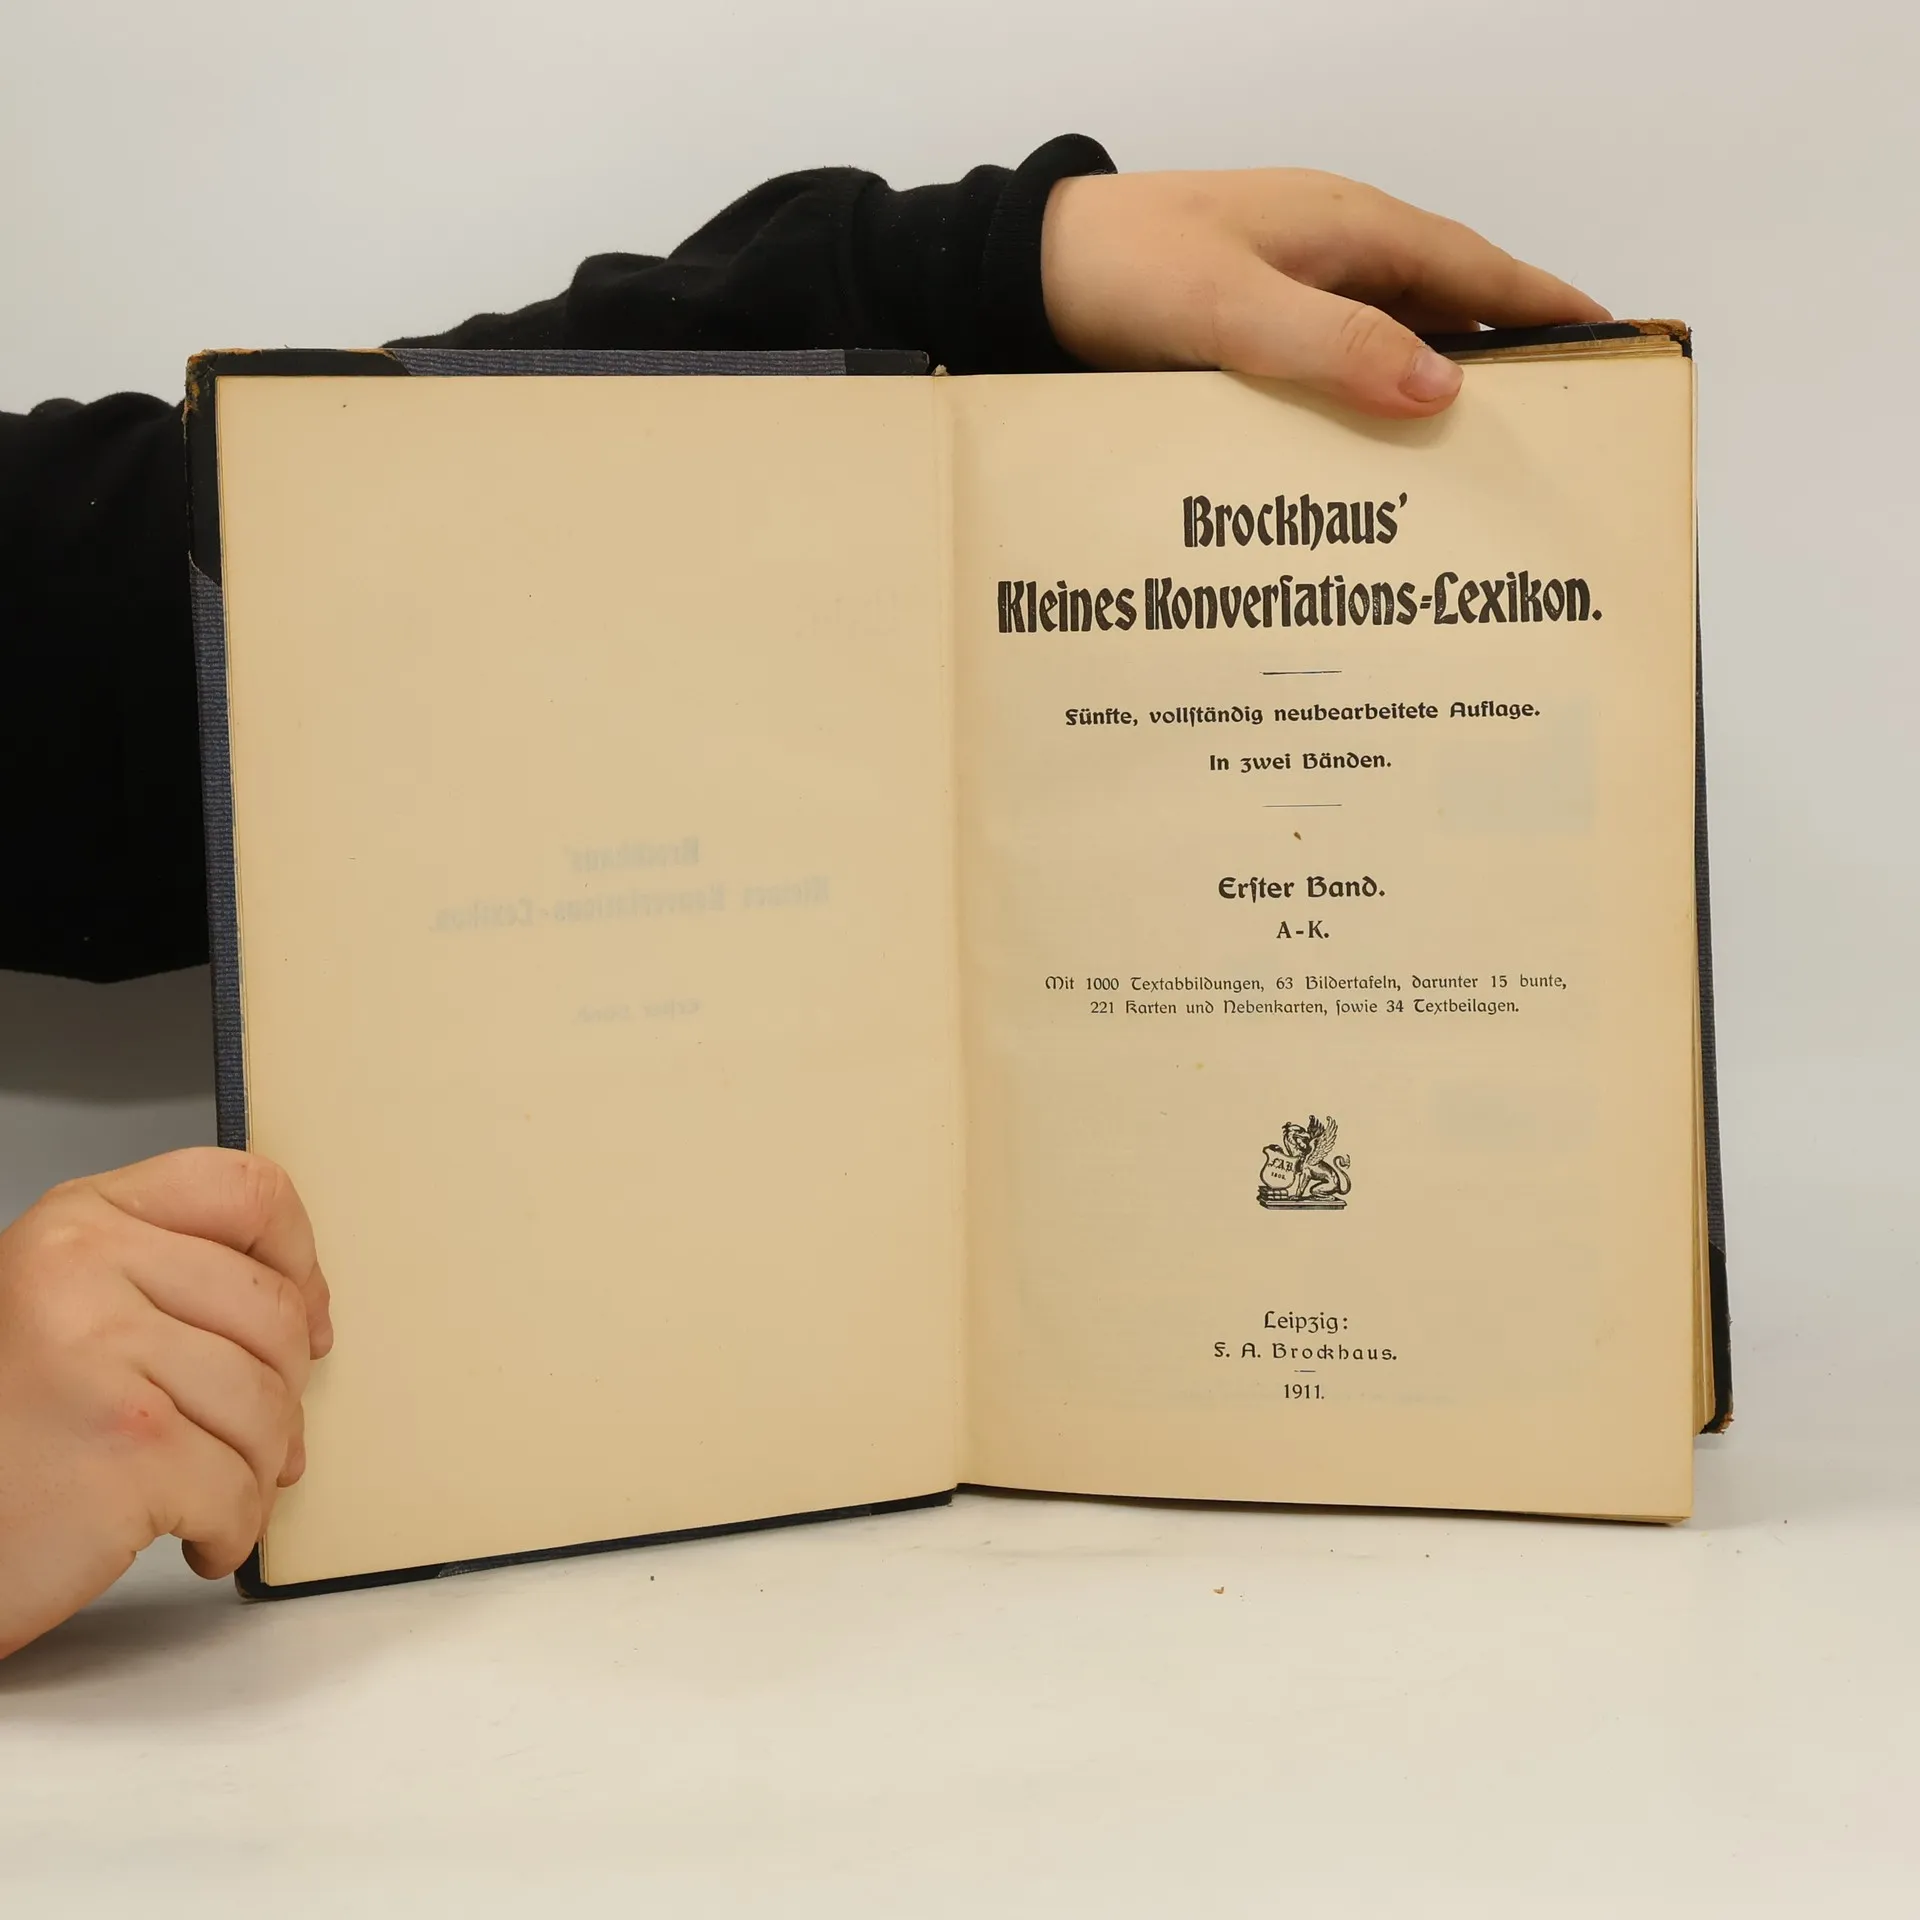 Brockhaus’
Kleines Konverſations-Lexikon.
Fünfte, vollſtändig neubearbeitete Auflage.
In zwei Bänden.
Erſter Band.
A-K.
Mit 1000 Textabbildungen, 63 Bildertafeln, darunter 15 bunte,
221 Karten und Nebenkarten, ſowie 34 Textbeilagen.
F.A.B.
Leipzig:
F. A. Brockhaus.
1911.